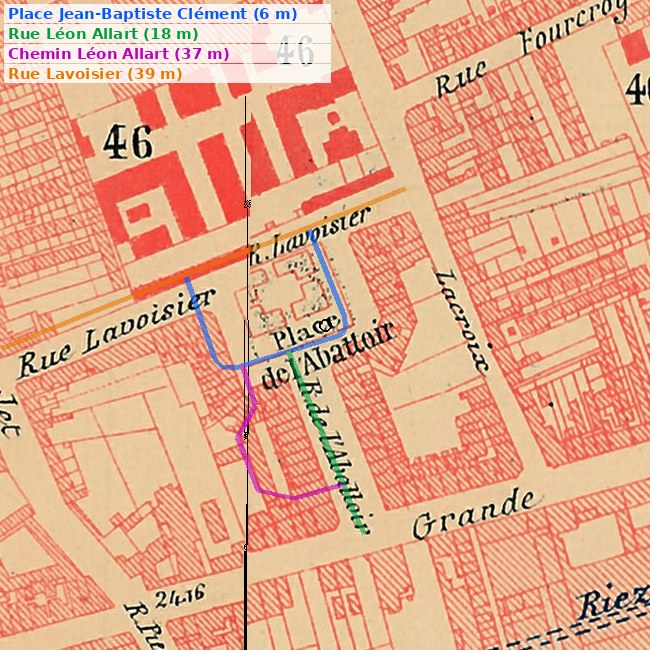 Place Jean-Baptiste Clément (6 m)
Rue Léon Allart (18 m)
Chemin Léon Allart (37 m)
Rue Lavoisier (39 m)
46
Rue Fourcroy
46
R. Lavoisier
Rue Lavoisier
Place
de l'Abattoir
Lacroix
R. de l'Abattoir
Grande
24.16
Riez